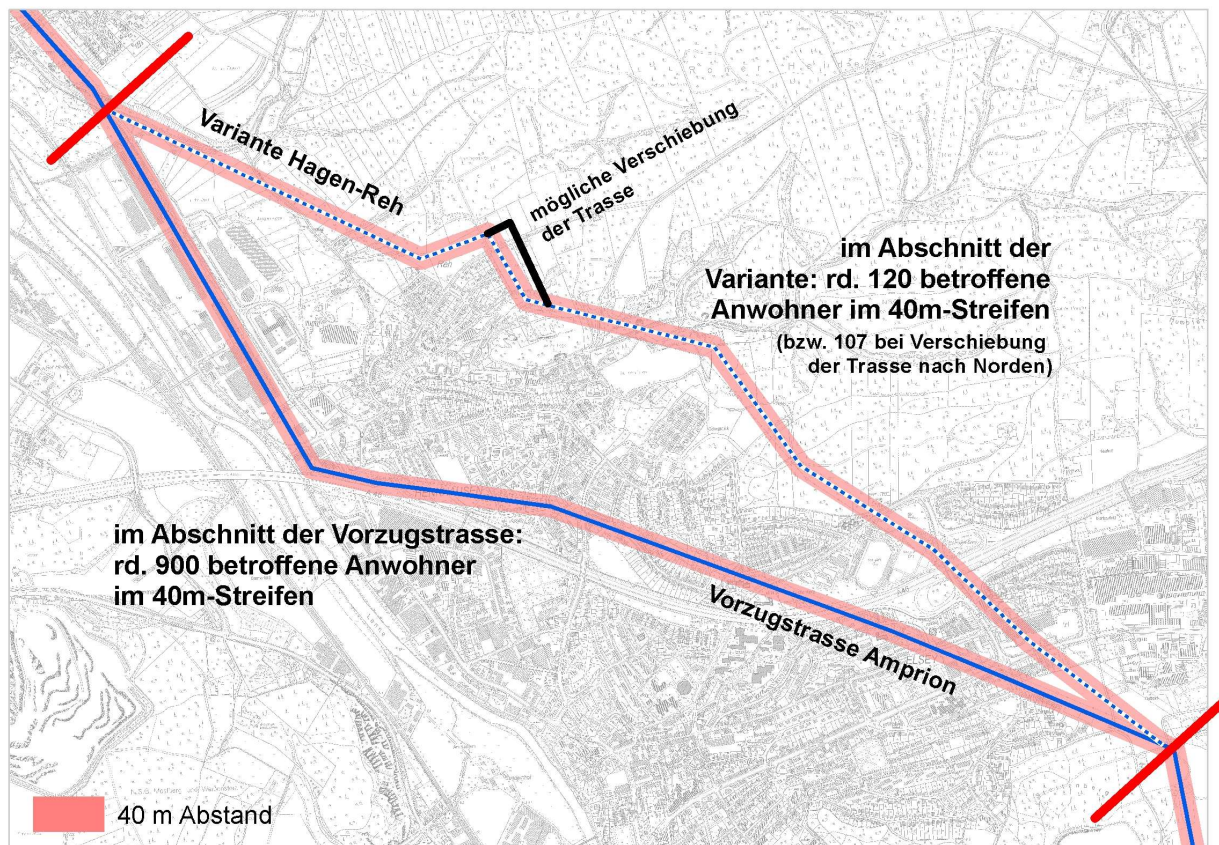 Variante Hagen-Reh
mögliche Verschiebung
der Trasse
im Abschnitt der
Variante: rd. 120 betroffene
Anwohner im 40m-Streifen
(bzw. 107 bei Verschiebung
der Trasse nach Norden)
im Abschnitt der Vorzugstrasse:
rd. 900 betroffene Anwohner
im 40m-Streifen
Vorzugstrasse Amprion
40 m Abstand